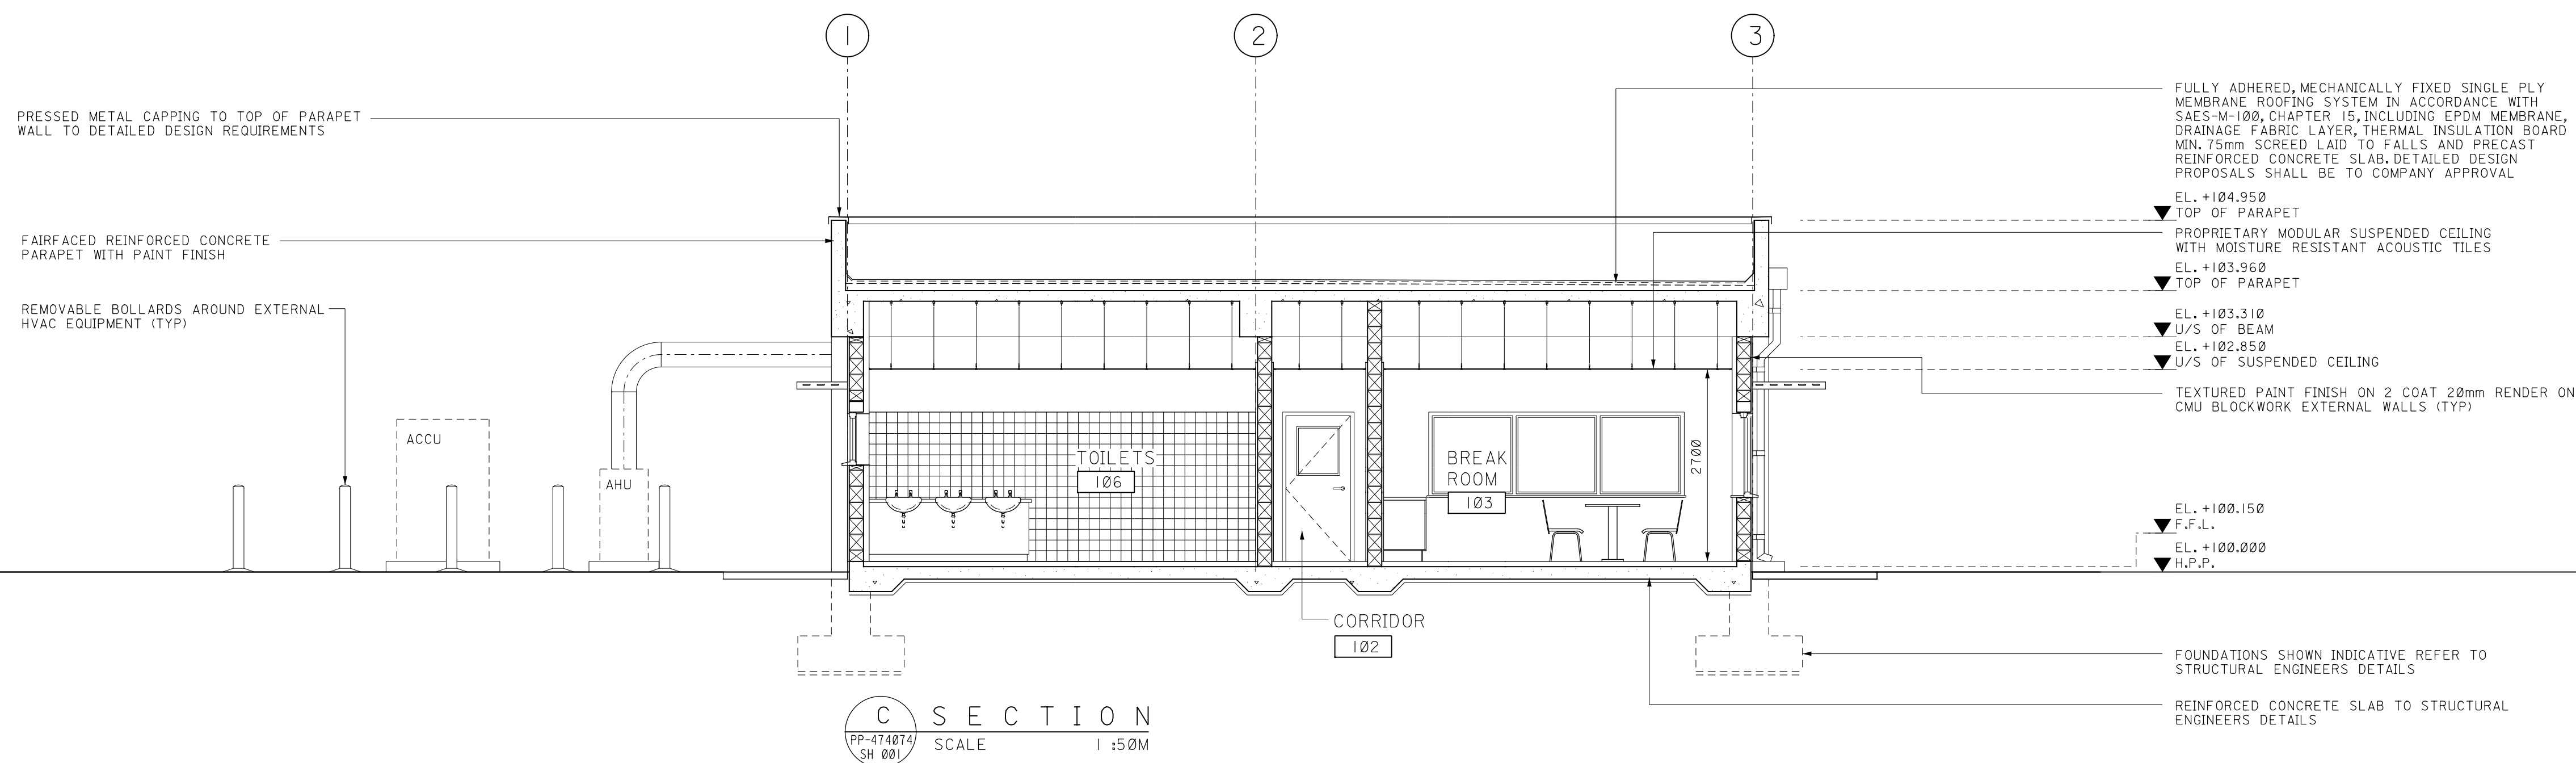 1
2
3
PRESSED METAL CAPPING TO TOP OF PARAPET
WALL TO DETAILED DESIGN REQUIREMENTS
FAIRFACED REINFORCED CONCRETE
PARAPET WITH PAINT FINISH
REMOVABLE BOLLARDS AROUND EXTERNAL
HVAC EQUIPMENT (TYP)
ACCU
AHU
TOILETS
106
BREAK
ROOM
103
2700
CORRIDOR
102
FULLY ADHERED, MECHANICALLY FIXED SINGLE PLY
MEMBRANE ROOFING SYSTEM IN ACCORDANCE WITH
SAES-M-100, CHAPTER 15, INCLUDING EPDM MEMBRANE,
DRAINAGE FABRIC LAYER, THERMAL INSULATION BOARD
MIN. 75mm SCREED LAID TO FALLS AND PRECAST
REINFORCED CONCRETE SLAB. DETAILED DESIGN
PROPOSALS SHALL BE TO COMPANY APPROVAL
EL. +104.950
TOP OF PARAPET
PROPRIETARY MODULAR SUSPENDED CEILING
WITH MOISTURE RESISTANT ACOUSTIC TILES
EL. +103.960
TOP OF PARAPET
EL. +103.310
U/S OF BEAM
EL. +102.850
U/S OF SUSPENDED CEILING
TEXTURED PAINT FINISH ON 2 COAT 20mm RENDER ON
CMU BLOCKWORK EXTERNAL WALLS (TYP)
EL. +100.150
F.F.L.
EL. +100.000
H.P.P.
FOUNDATIONS SHOWN INDICATIVE REFER TO
STRUCTURAL ENGINEERS DETAILS
REINFORCED CONCRETE SLAB TO STRUCTURAL
ENGINEERS DETAILS
C
PP-474074
SH 001
SECTION
SCALE 1:50M